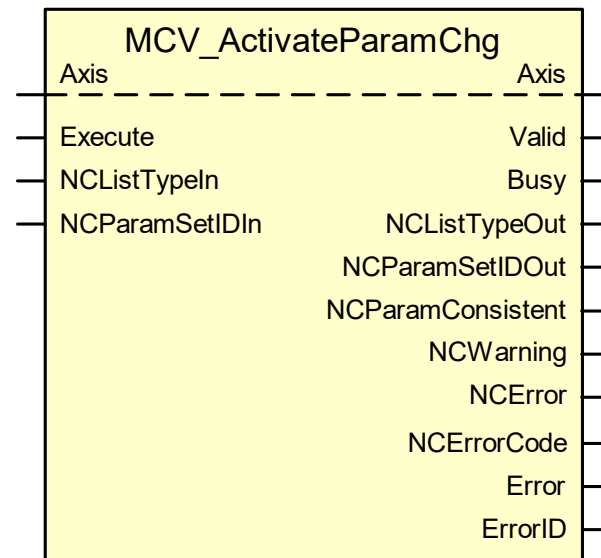 MCV_ActivateParamChg
Axis Axis
Execute Valid
NCListTypeIn Busy
NCParamSetIDIn NCListTypeOut
NCParamSetIDOut
NCParamConsistent
NCWarning
NCError
NCErrorCode
Error
ErrorID